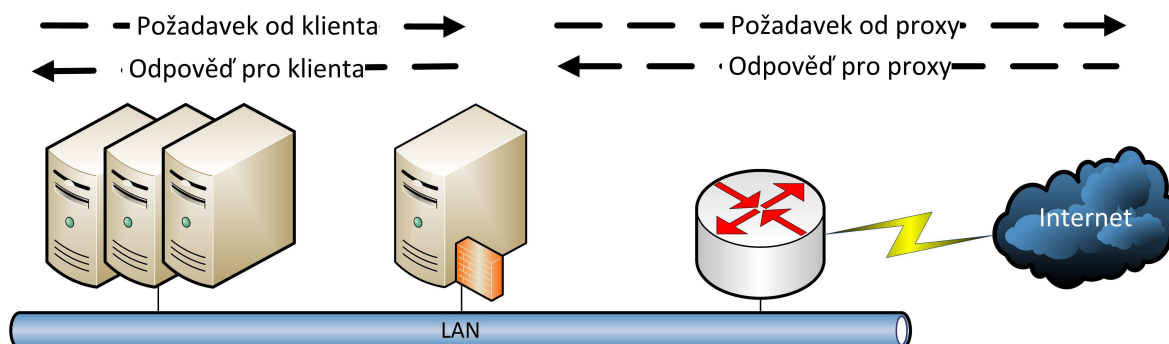 Požadavek od klienta
Požadavek od proxy
Odpověď pro klienta
Odpověď pro proxy
Internet
LAN